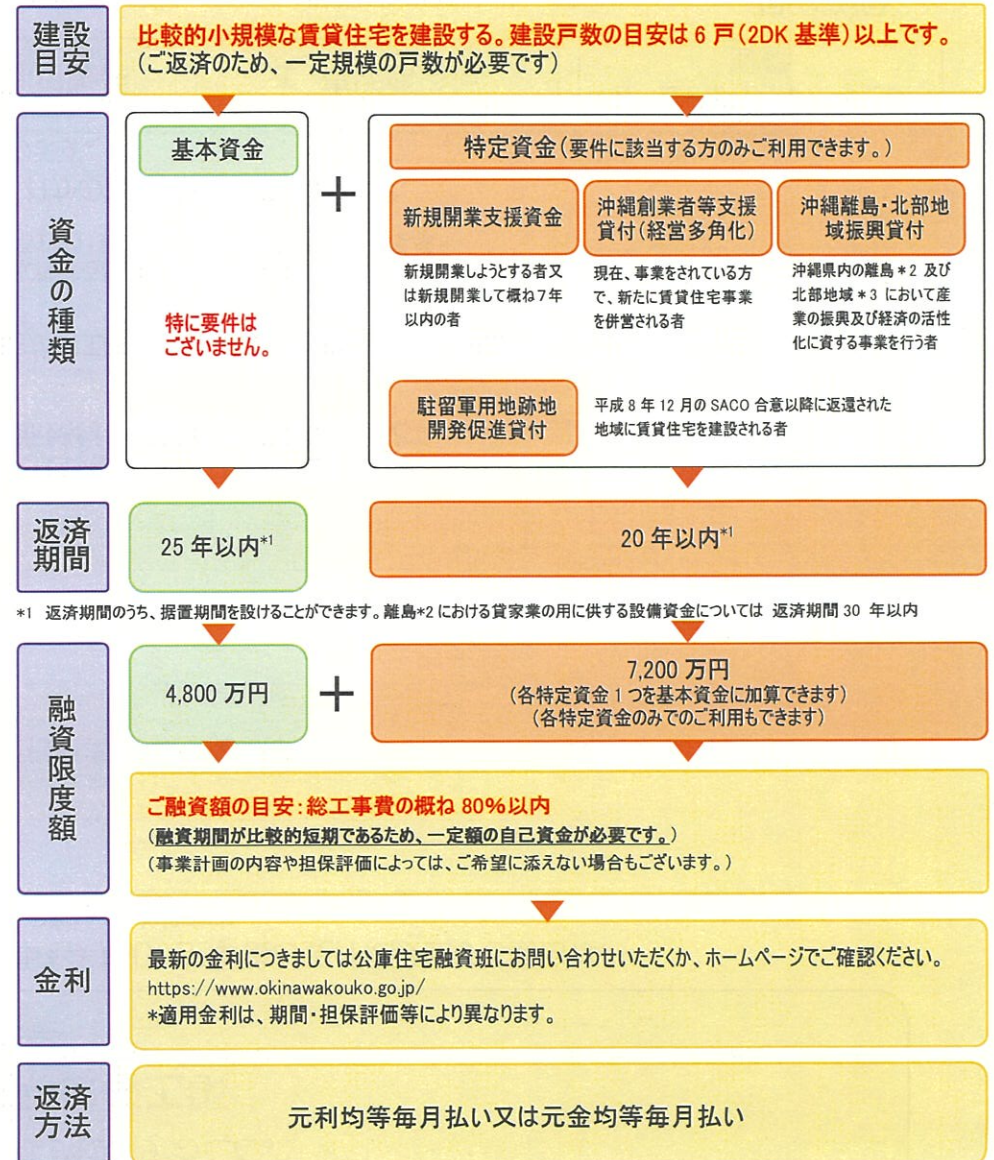 建設
目安
比較的小規模な賃貸住宅を建設する。建設戸数の目安は6戸(2DK基準)以上です。
(ご返済のため、一定規模の戸数が必要です)
資金の種類
基本資金
特に要件は
ございません。
+
特定資金(要件に該当する方のみご利用できます。)
新規開業支援資金
新規開業しようとする者又
は新規開業して概ね7年
以内の者
沖縄創業者等支援
貸付(経営多角化)
現在、事業をされている方
で、新たに賃貸住宅事業
を併営される者
沖縄離島・北部地
域振興貸付
沖縄県内の離島*2及び
北部地域*3において産
業の振興及び経済の活性
化に資する事業を行う者
駐留軍用地跡地
開発促進貸付
平成8年12月のSACO合意以降に返還された
地域に賃貸住宅を建設される者
返済
期間
25年以内*1
20年以内*1
*1 返済期間のうち、据置期間を設けることができます。離島*2における貸家業の用に供する設備資金については 返済期間30年以内
融資限度額
4,800万円
+
7,200万円
(各特定資金1つを基本資金に加算できます)
(各特定資金のみでのご利用もできます)
ご融資額の目安:総工事費の概ね80%以内
(融資期間が比較的短期であるため、一定額の自己資金が必要です。)
(事業計画の内容や担保評価によっては、ご希望に添えない場合もございます。)
金利
最新の金利につきましては公庫住宅融資班にお問い合わせいただくか、ホームページでご確認ください。
https://www.okinawakouko.go.jp/
*適用金利は、期間・担保評価等により異なります。
返済
方法
元利均等毎月払い又は元金均等毎月払い